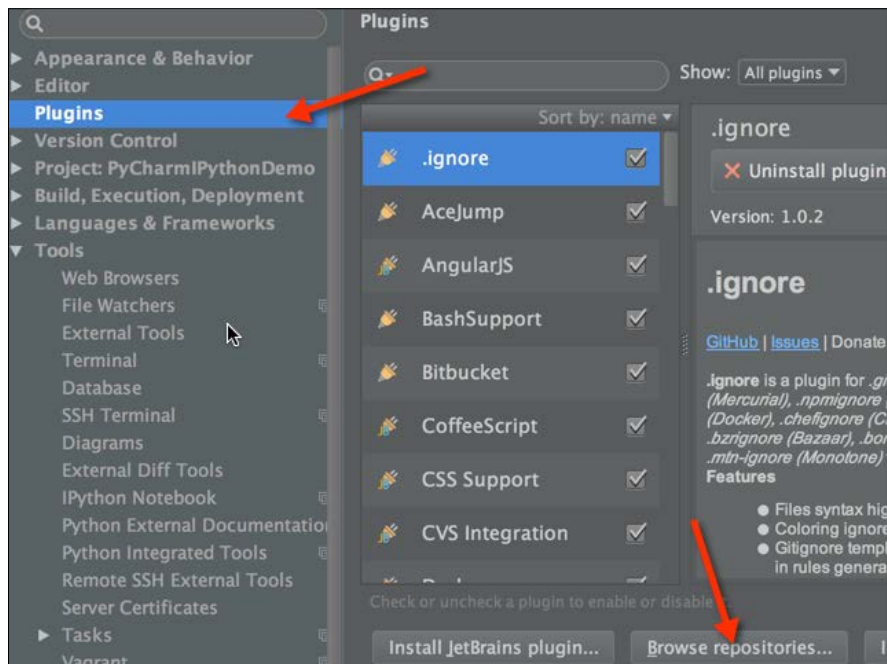 Plugins
Appearance & Behavior
Editor
Plugins
Version Control
Project: PyCharmIPythonDemo
Build, Execution, Deployment
Languages & Frameworks
Tools
Web Browsers
File Watchers
External Tools
Terminal
Database
SSH Terminal
Diagrams
External Diff Tools
IPython Notebook
Python External Documentatio
Python Integrated Tools
Remote SSH External Tools
Server Certificates
Tasks
Vagrant
Show: All plugins
Sort by: name
.ignore
AceJump
AngularJS
BashSupport
Bitbucket
CoffeeScript
CSS Support
CVS Integration
Check or uncheck a plugin to enable or disable
Install JetBrains plugin...
Browse repositories...
.ignore
Uninstall plugin
Version: 1.0.2
.ignore
GitHub | Issues | Donate
.ignore is a plugin for .gi
(Mercurial), .npmignore (
(Docker), .chefignore (C
.bzrignore (Bazaar), .bo
.mtn-ignore (Monotone)
Features
Files syntax hig
Coloring ignore
Gitignore templ
in rules genera